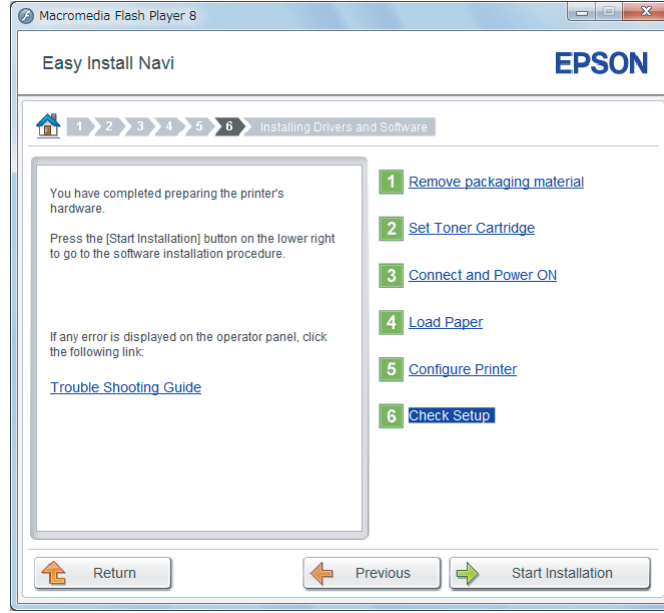 Macromedia Flash Player 8
Easy Install Navi
EPSON
1 2 3 4 5 6 Installing Drivers and Software
You have completed preparing the printer's
hardware.
Press the [Start Installation] button on the lower right
to go to the software installation procedure.
If any error is displayed on the operator panel, click
the following link:
Trouble Shooting Guide
1 Remove packaging material
2 Set Toner Cartridge
3 Connect and Power ON
4 Load Paper
5 Configure Printer
6 Check Setup
Return
Previous
Start Installation